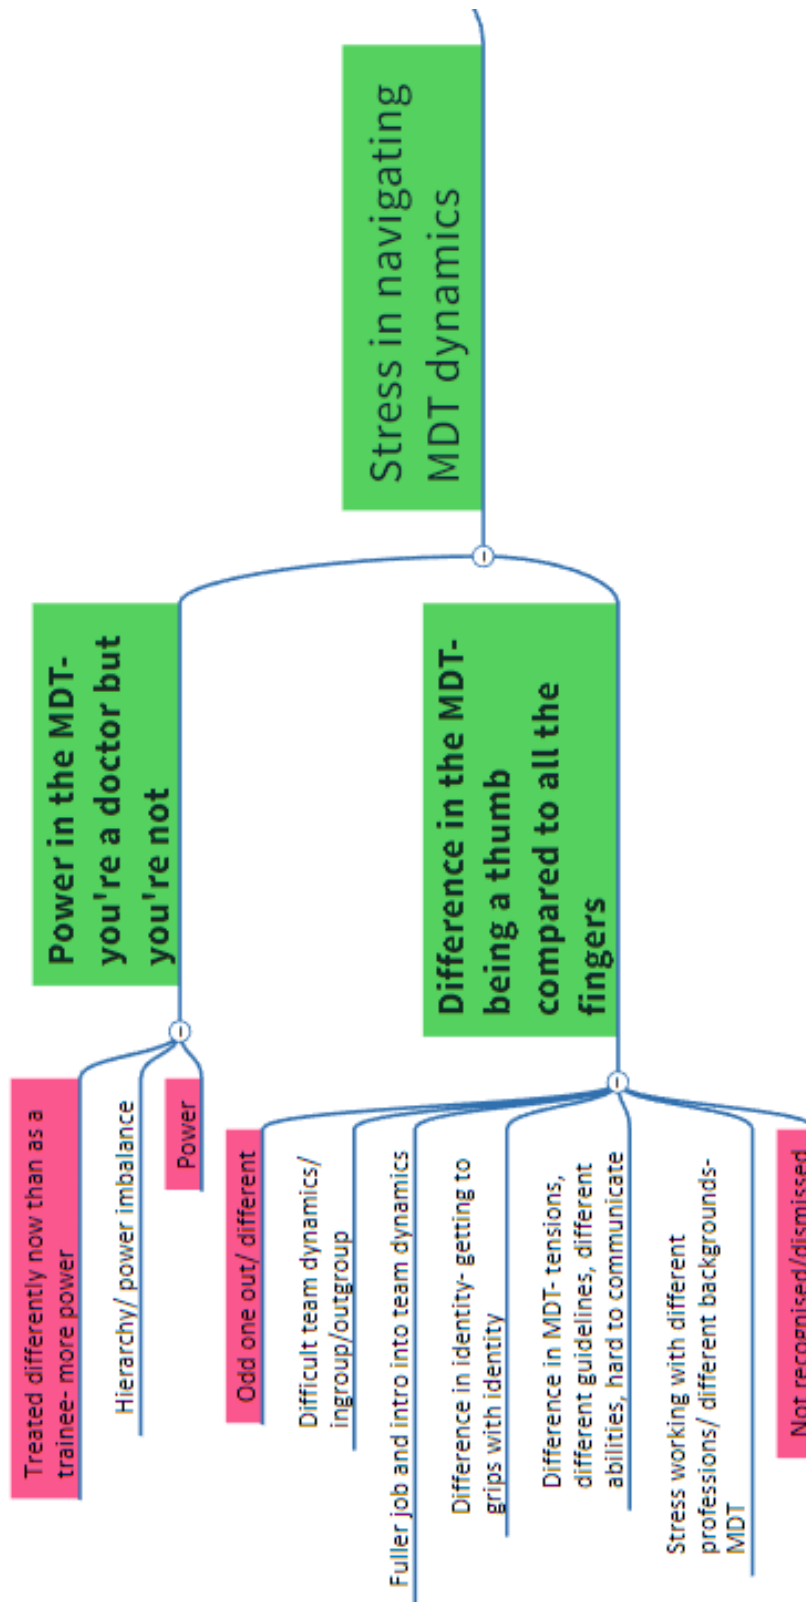 Stress in navigating
MDT dynamics
Power in the MDT-
you're a doctor but
you're not
Treated differently now than as a
trainee- more power
Hierarchy/ power imbalance
Power
Difference in the MDT-
being a thumb
compared to all the
fingers
Odd one out/ different
Difficult team dynamics/
ingroup/outgroup
Fuller job and intro into team dynamics
Difference in identity- getting to
grips with identity
Difference in MDT- tensions,
different guidelines, different
abilities, hard to communicate
Stress working with different
professions/ different backgrounds-
MDT
Not recognised/dismissed